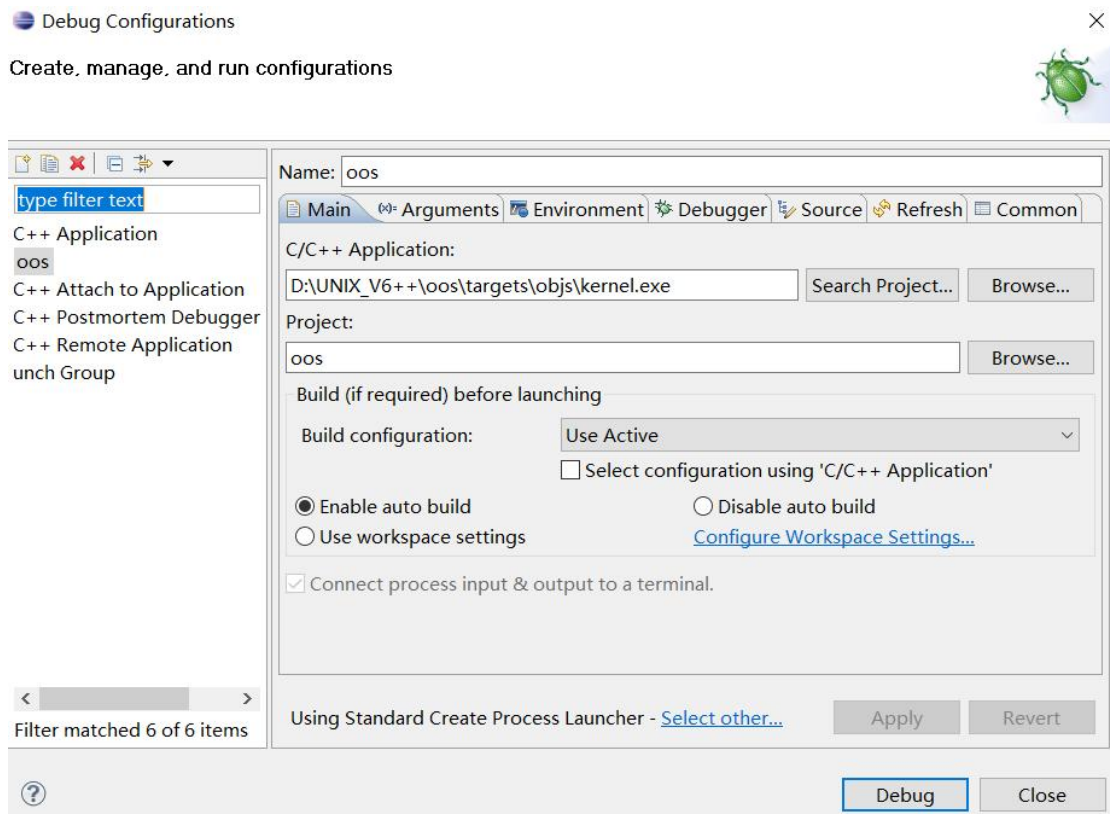 Debug Configurations
Create, manage, and run configurations
type filter text
C++ Application
oos
C++ Attach to Application
C++ Postmortem Debugger
C++ Remote Application
unch Group
Filter matched 6 of 6 items
Name: oos
Main (x)= Arguments Environment Debugger Source Refresh Common
C/C++ Application:
D:\UNIX_V6++\oos\targets\objs\kernel.exe Search Project... Browse...
Project:
oos Browse...
Build (if required) before launching
Build configuration: Use Active
Select configuration using 'C/C++ Application'
Enable auto build Disable auto build
Use workspace settings Configure Workspace Settings...
Connect process input & output to a terminal.
Using Standard Create Process Launcher - Select other... Apply Revert
Debug Close